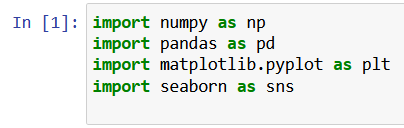 In [1]: import numpy as np
import pandas as pd
import matplotlib.pyplot as plt
import seaborn as sns